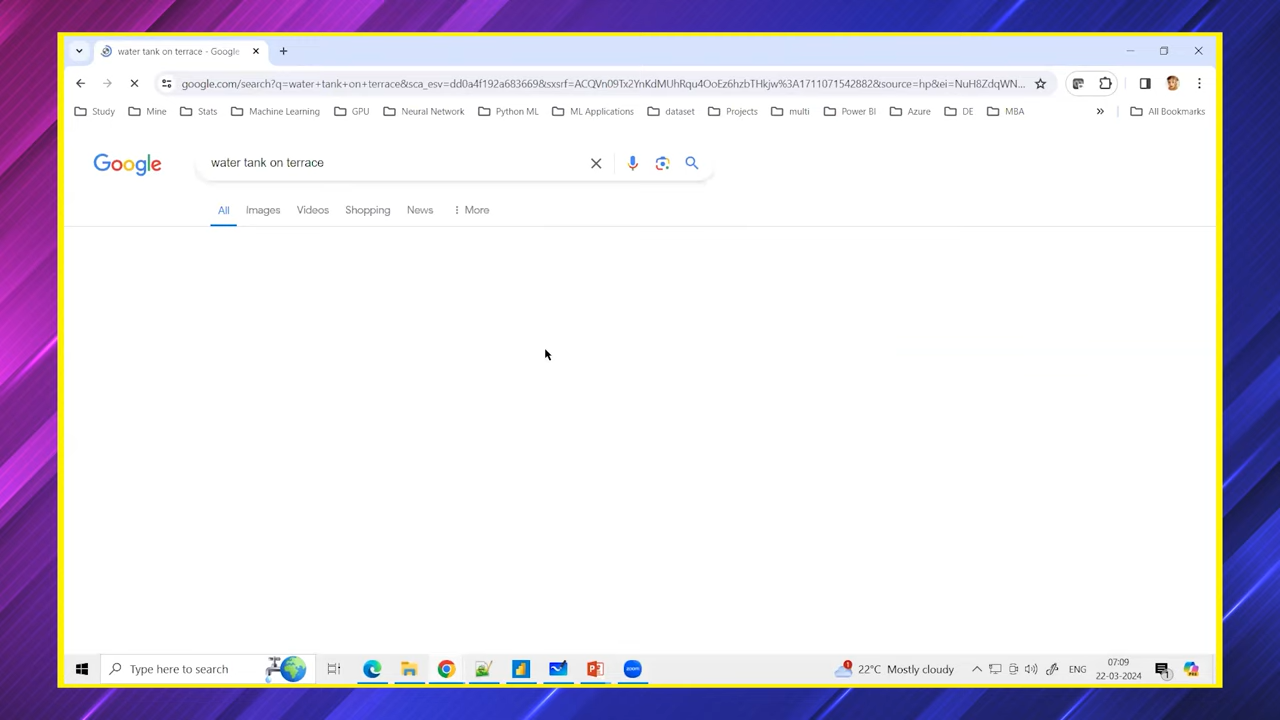 water tank on terrace - Google
google.com/search?q=water+tank+on+terrace&sca_esv=dd0a4f192a683669&sxsrf=ACQVn09Tx2YnKdMUhRqu4OoEz6hzbTHkjw%3A1711071542882&source=hp&ei=NuH8ZdqWN...
Study Mine Stats Machine Learning GPU Neural Network Python ML ML Applications dataset Projects multi Power BI Azure DE MBA » All Bookmarks
Google water tank on terrace
All Images Videos Shopping News More
Type here to search 22°C Mostly cloudy ENG 07:09
22-03-2024